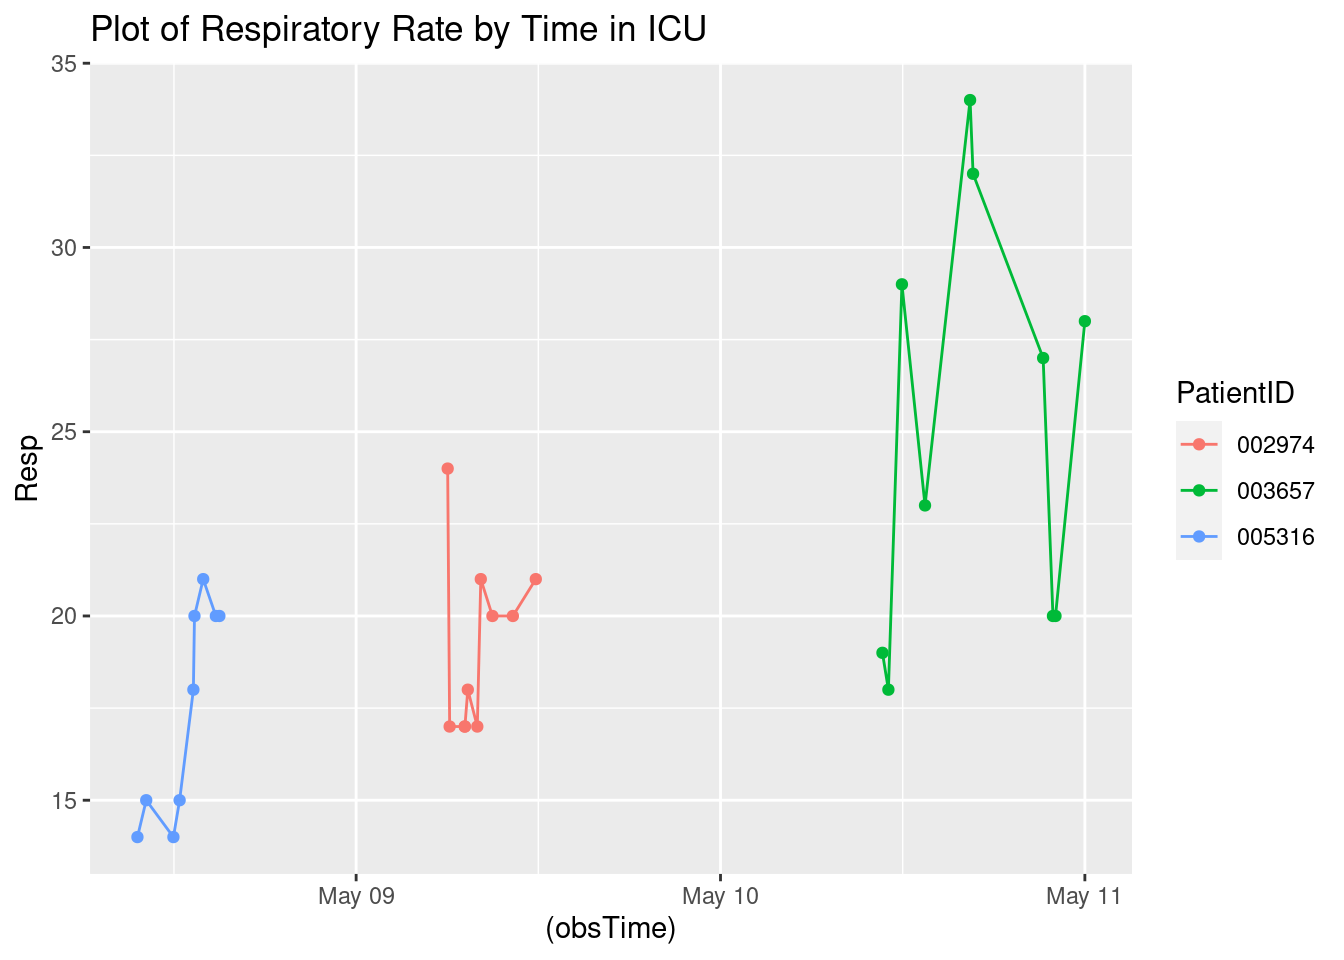 Plot of Respiratory Rate by Time in ICU
35
30
25
20
15
Resp
May 09
May 10
May 11
(obsTime)
PatientID
002974
003657
005316